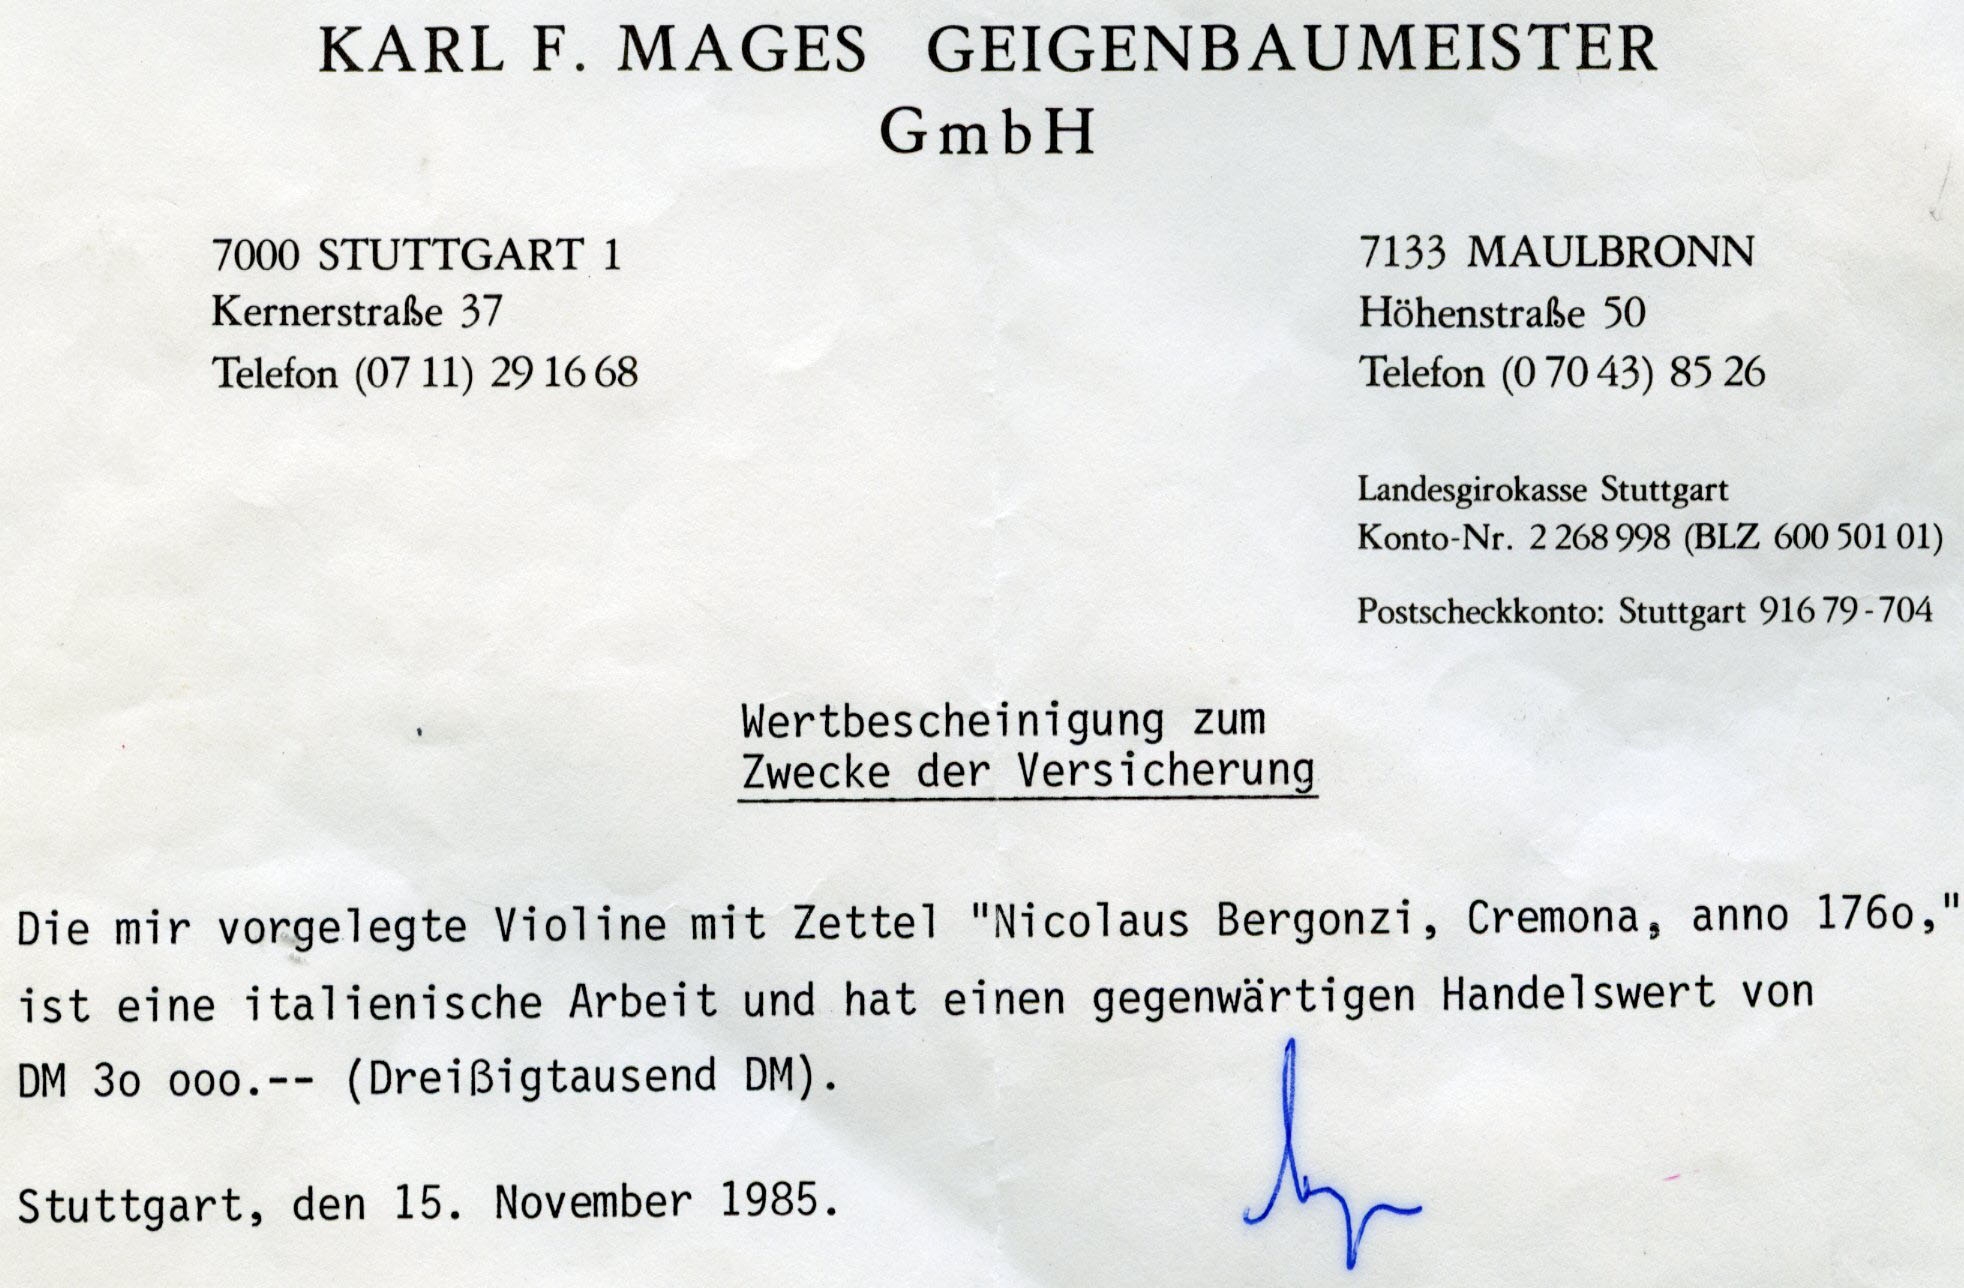 KARL F. MAGES GEIGENBAUMEISTER
GmbH
7000 STUTTGART 1
Kernerstraße 37
Telefon (07 11) 29 16 68
7133 MAULBRONN
Höhenstraße 50
Telefon (0 70 43) 85 26
Landesgirokasse Stuttgart
Konto-Nr. 2 268 998 (BLZ 600 501 01)
Postscheckkonto: Stuttgart 916 79 - 704
Wertbescheinigung zum
Zwecke der Versicherung
Die mir vorgelegte Violine mit Zettel "Nicolaus Bergonzi, Cremona, anno 176o,"
ist eine italienische Arbeit und hat einen gegenwärtigen Handelswert von
DM 3o ooo.-- (Dreißigtausend DM).
Stuttgart, den 15. November 1985.